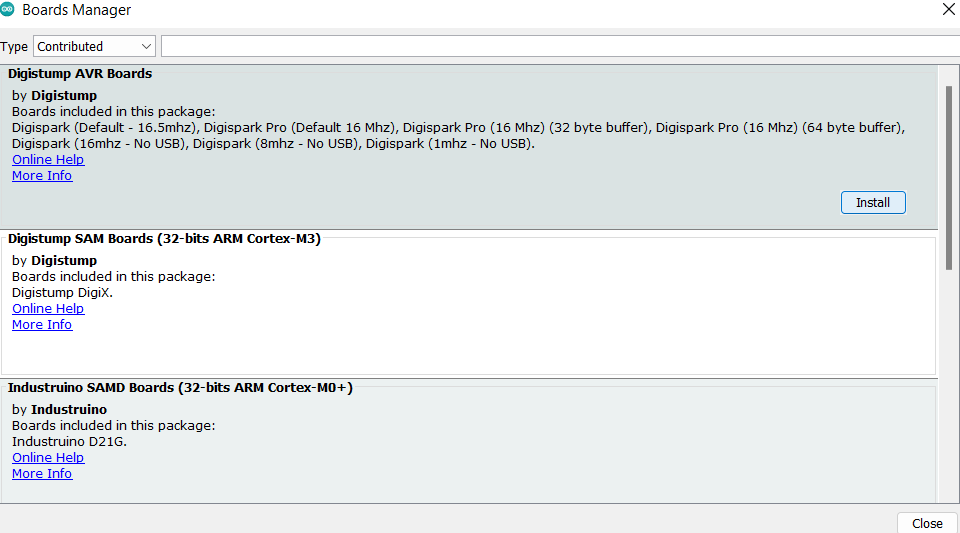 Boards Manager
Type Contributed
Digistump AVR Boards
by Digistump
Boards included in this package:
Digispark (Default - 16.5mhz), Digispark Pro (Default 16 Mhz), Digispark Pro (16 Mhz) (32 byte buffer), Digispark Pro (16 Mhz) (64 byte buffer),
Digispark (16mhz - No USB), Digispark (8mhz - No USB), Digispark (1mhz - No USB).
Online Help
More Info
Install
Digistump SAM Boards (32-bits ARM Cortex-M3)
by Digistump
Boards included in this package:
Digistump DigiX.
Online Help
More Info
Industruino SAMD Boards (32-bits ARM Cortex-M0+)
by Industruino
Boards included in this package:
Industruino D21G.
Online Help
More Info
Close